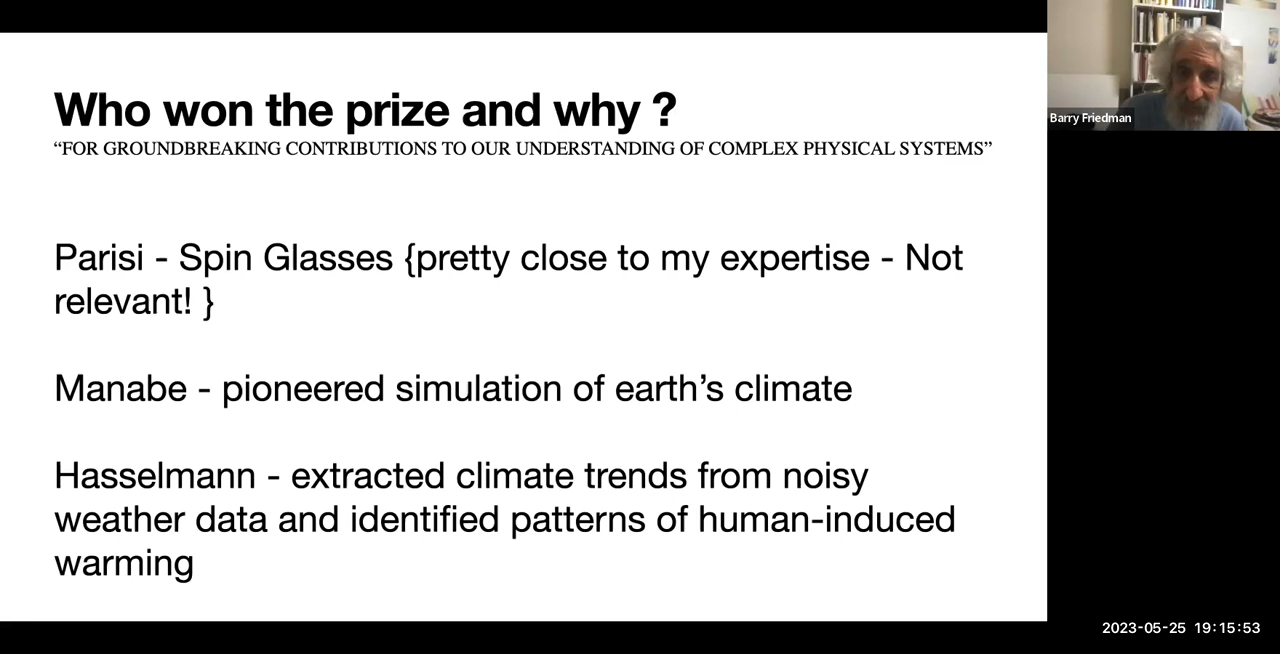 Who won the prize and why ?
“FOR GROUNDBREAKING CONTRIBUTIONS TO OUR UNDERSTANDING OF COMPLEX PHYSICAL SYSTEMS”
Parisi - Spin Glasses {pretty close to my expertise - Not
relevant! }
Manabe - pioneered simulation of earth’s climate
Hasselmann - extracted climate trends from noisy
weather data and identified patterns of human-induced
warming
Barry Friedman
2023-05-25 19:15:53